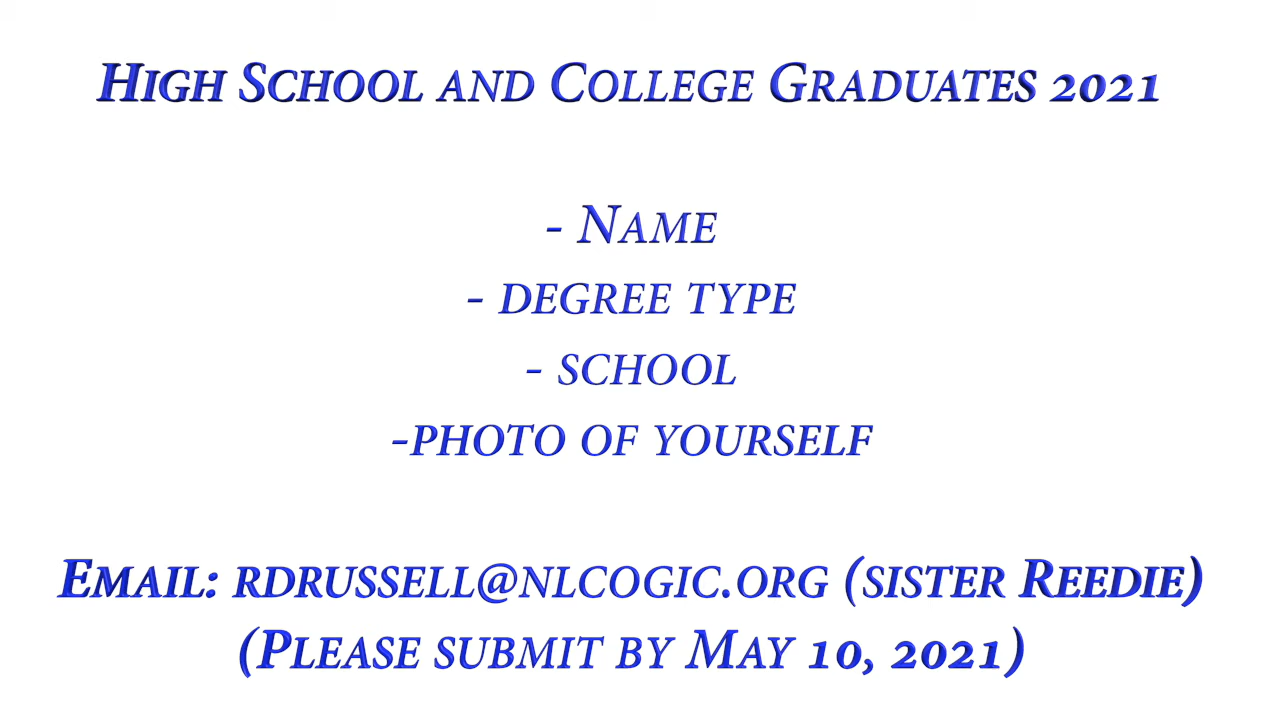 High School and College Graduates 2021
- Name
- degree type
- school
-photo of yourself
Email: rdrussell@nlcogic.org (sister Reedie)
(Please submit by May 10, 2021)